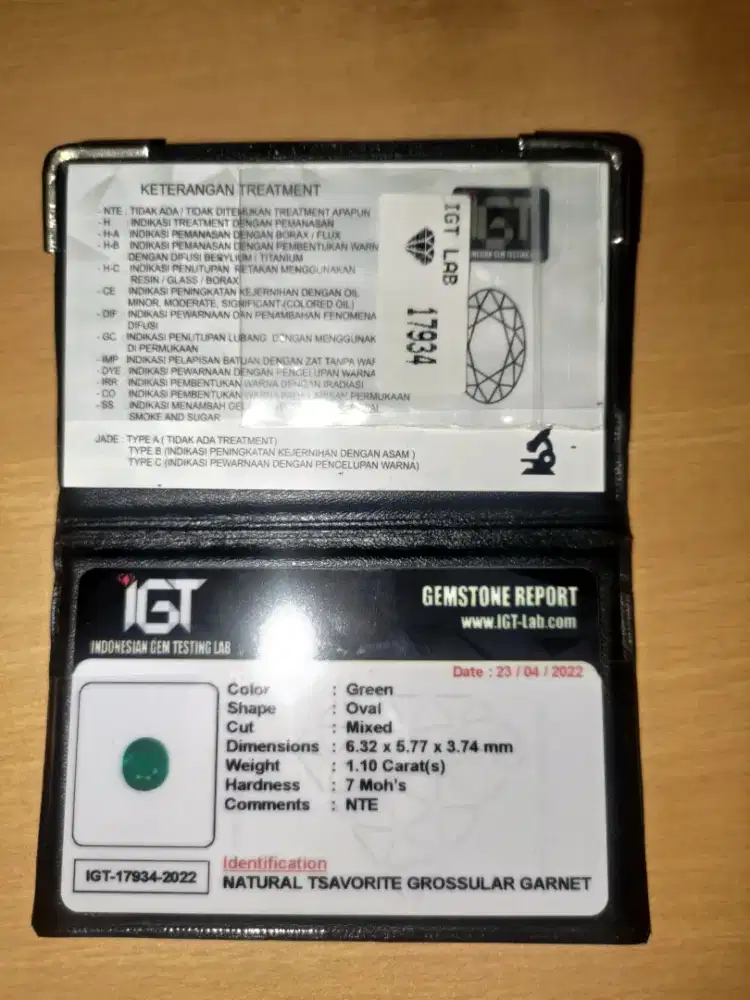 KETERANGAN TREATMENT
- NTE : TIDAK ADA / TIDAK DITEMUKAN TREATMENT APAPUN
- H : INDIKASI TREATMENT DENGAN PEMANASAN
- H-A INDIKASI PEMANASAN DENGAN BORAX / FLUX
- H-B INDIKASI PEMANASAN DENGAN PEMBENTUKAN WARN
DENGAN DIFUSI BERYLIUM / TITANIUM
- H-C INDIKASI PENUTUPAN RETAKAN MENGGUNAKAN
RESIN / GLASS / BORAX
- CE INDIKASI PENINGKATAN KEJERNIHAN DENGAN OIL
MINOR, MODERATE, SIGNIFICANT (COLORED OIL)
- DIF INDIKASI PEWARNAAN DAN PENAMBAHAN FENOMENA
DIFUSI
- GC : INDIKASI PENUTUPAN LUBANG DENGAN MENGGUNAK
DI PERMUKAAN
- IMP INDIKASI PELAPISAN BATUAN DENGAN ZAT TANPA WAR
- DYE INDIKASI PEWARNAAN DENGAN PENCELUPAN WARNA
- IRR INDIKASI PEMBENTUKAN WARNA DENGAN IRADIASI
- CO INDIKASI PEMBENTUKAN WARNA PERMUKAAN
- SS INDIKASI MENAMBAH
SMOKE AND SUGAR
JADE : TYPE A ( TIDAK ADA TREATMENT)
TYPE B (INDIKASI PENINGKATAN KEJERNIHAN DENGAN ASAM )
TYPE C (INDIKASI PEWARNAAN DENGAN PENCELUPAN WARNA)
IGT LAB
17934
IGT
GEM TESTING
IGT
INDONESIAN GEM TESTING LAB
GEMSTONE REPORT
www.IGT-Lab.com
Date : 23 / 04 / 2022
Color : Green
Shape : Oval
Cut : Mixed
Dimensions : 6.32 x 5.77 x 3.74 mm
Weight : 1.10 Carat(s)
Hardness : 7 Moh's
Comments : NTE
IGT-17934-2022
Identification
NATURAL TSAVORITE GROSSULAR GARNET